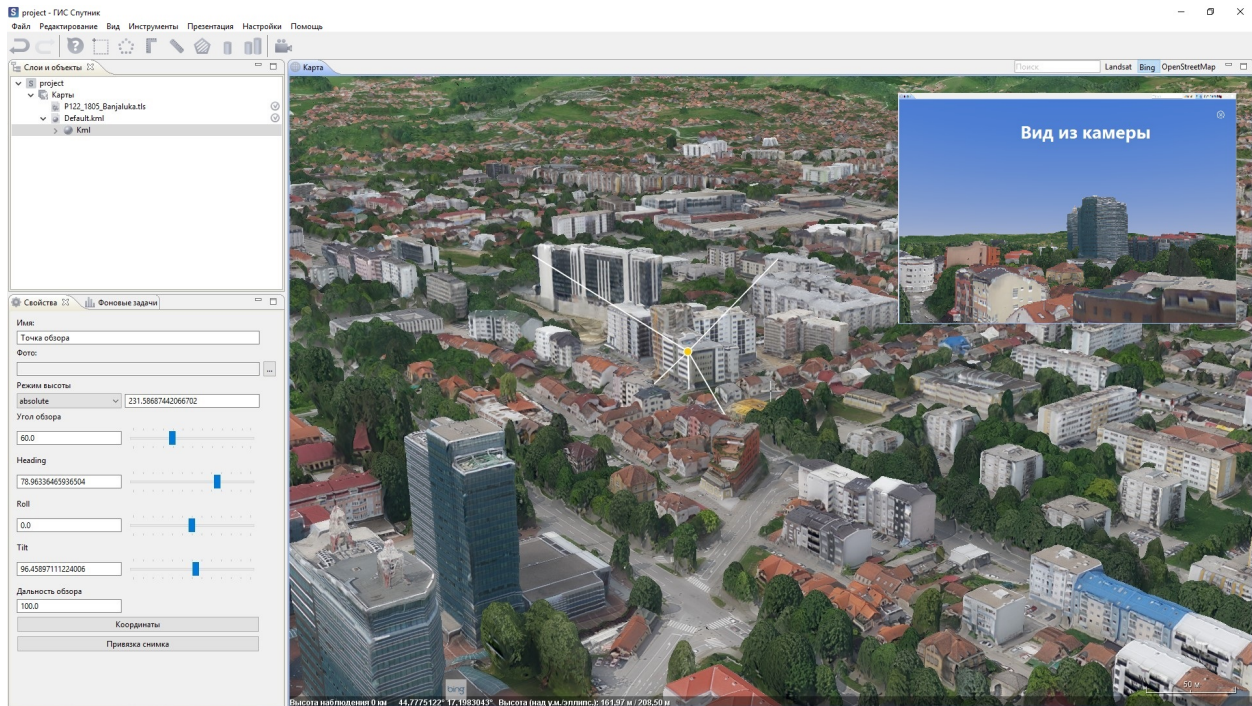 S project - ГИС Спутник
Файл Редактирование Вид Инструменты Презентация Настройки Помощь
Слои и объекты
project
Карты
P122_1805_Banjaluka.tls
Default.kml
Kml
Карта
Поиск
Landsat Bing OpenStreetMap
Вид из камеры
Свойства Фоновые задачи
Имя:
Точка обзора
Фото:
...
Режим высоты
absolute 231.58687442066702
Угол обзора
60.0
Heading
78.96336465936504
Roll
0.0
Tilt
96.45897111224006
Дальность обзора
100.0
Координаты
Привязка снимка
bing
50 м
Высота наблюдения 0 км 44,7775122° 17,1983043° Высота (над у.м./эллипс.): 161,97 м / 208,50 м